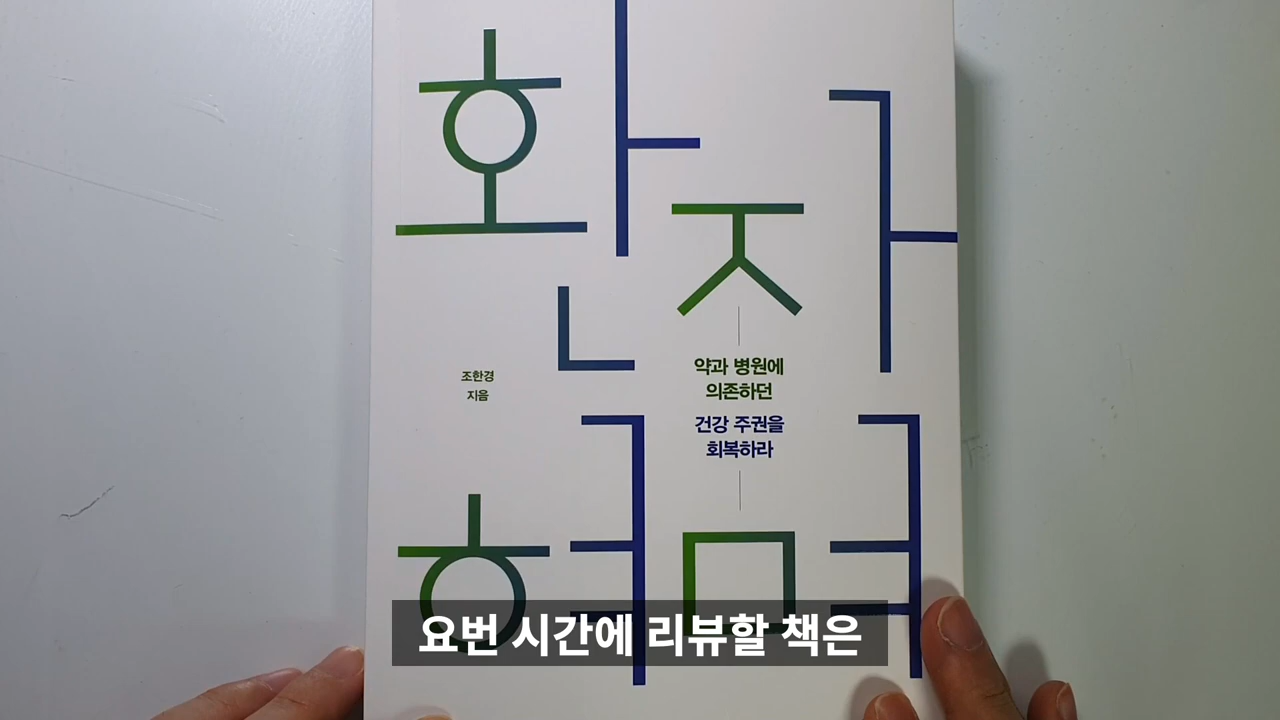 환자
혁명
조한경
지음
약과 병원에
의존하던
건강 주권을
회복하라
요번 시간에 리뷰할 책은